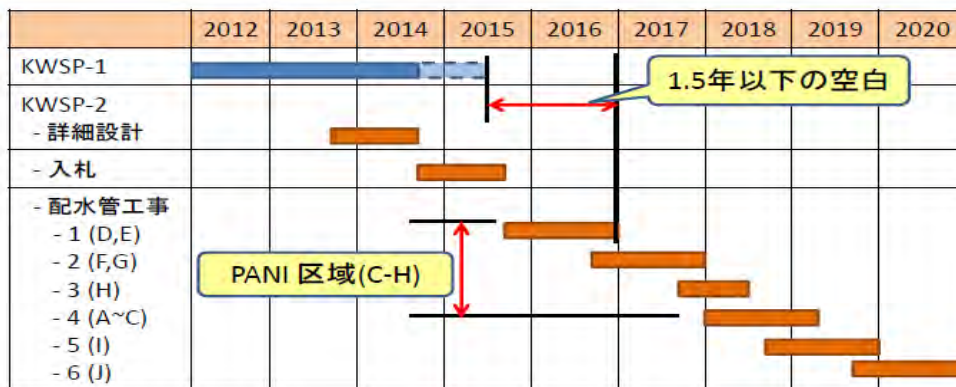 2012 2013 2014 2015 2016 2017 2018 2019 2020
KWSP-1
1.5年以下の空白
KWSP-2
- 詳細設計
- 入札
- 配水管工事
- 1 (D,E)
- 2 (F,G)
PANI 区域(C-H)
- 3 (H)
- 4 (A~C)
- 5 (I)
- 6 (J)